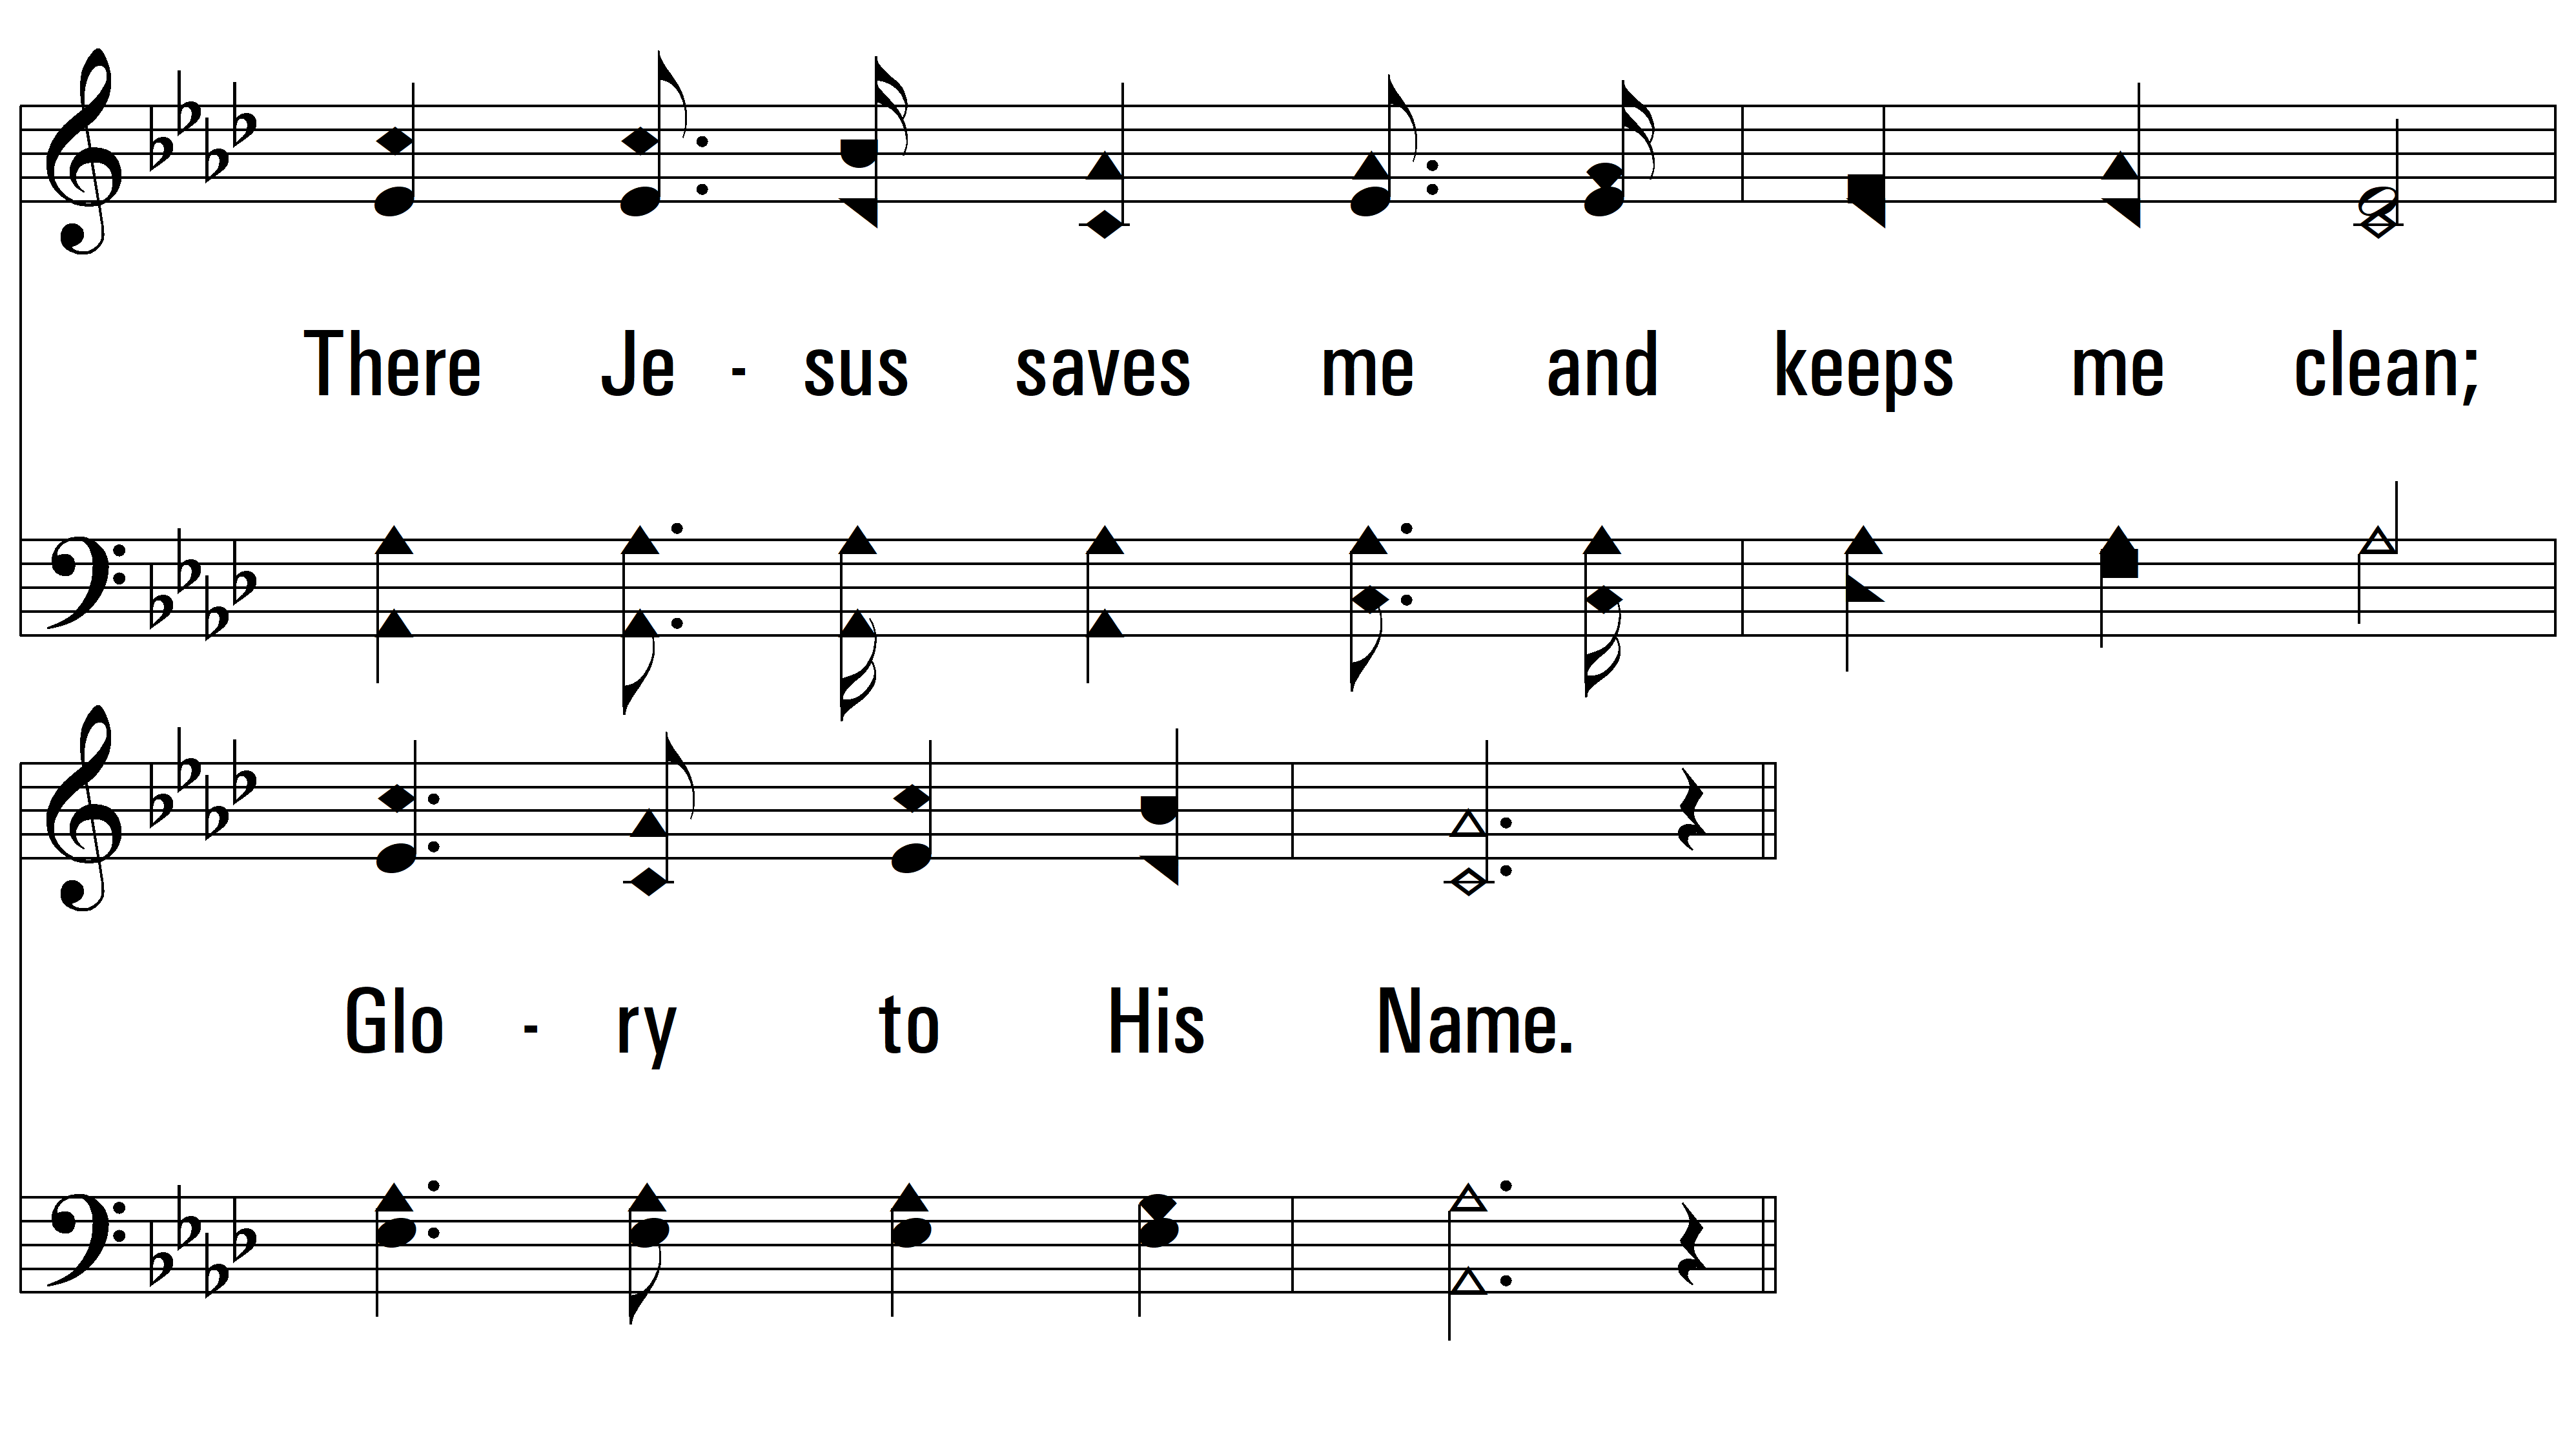 There Je - sus saves me and keeps me clean;
Glo - ry to His Name.